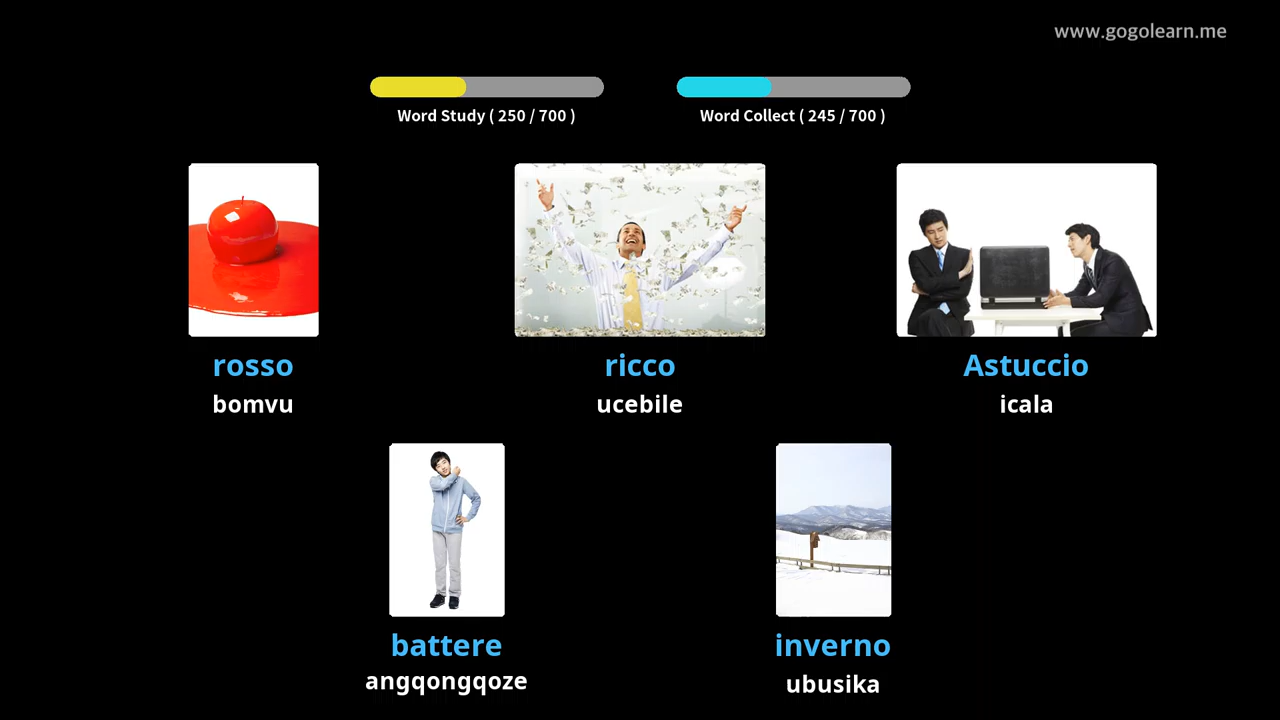 www.gogolearn.me
Word Study ( 250 / 700 )
Word Collect ( 245 / 700 )
rosso
bomvu
ricco
ucebile
Astuccio
icala
battere
angqongqoze
inverno
ubusika